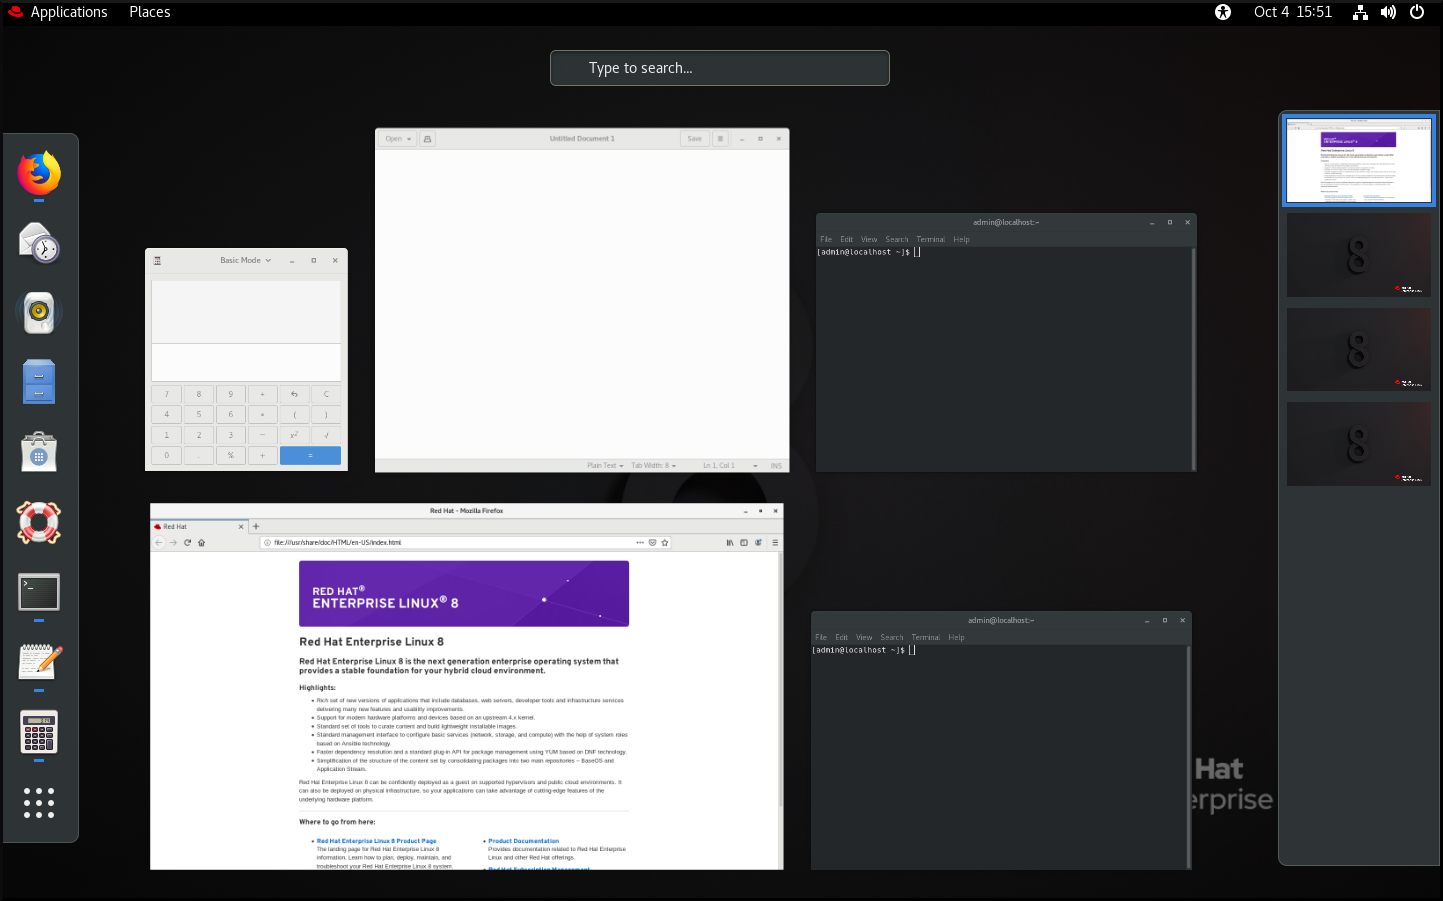 Applications Places Oct 4 15:51
Type to search...
Open Untitled Document 1 Save
Plain Text Tab Width: 8 Ln 1, Col 1 INS
Basic Mode
7 8 9 ÷ C
4 5 6 × ( )
1 2 3 − x² √
0 . % + =
admin@localhost:~
File Edit View Search Terminal Help
[admin@localhost ~]$
Red Hat - Mozilla Firefox
Red Hat
file:///usr/share/doc/HTML/en-US/index.html
RED HAT®
ENTERPRISE LINUX® 8
Red Hat Enterprise Linux 8
Red Hat Enterprise Linux 8 is the next generation enterprise operating system that
provides a stable foundation for your hybrid cloud environment.
Highlights:
• Rich set of new versions of applications that include databases, web servers, developer tools and infrastructure services
delivering many new features and usability improvements.
• Support for modern hardware platforms and devices based on an upstream 4.x kernel.
• Standard set of tools to curate content and build lightweight installable images.
• Standard management interface to configure basic services (network, storage, and compute) with the help of system roles
based on Ansible technology.
• Faster dependency resolution and a standard plug-in API for package management using YUM based on DNF technology.
• Simplification of the structure of the content set by consolidating packages into two main repositories – BaseOS and
Application Stream.
Red Hat Enterprise Linux 8 can be confidently deployed as a guest on supported hypervisors and public cloud environments. It
can also be deployed on physical infrastructure, so your applications can take advantage of cutting-edge features of the
underlying hardware platform.
Where to go from here:
• Red Hat Enterprise Linux 8 Product Page
The landing page for Red Hat Enterprise Linux 8
information. Learn how to plan, deploy, maintain, and
troubleshoot your Red Hat Enterprise Linux 8 system.
• Product Documentation
Provides documentation related to Red Hat Enterprise
Linux and other Red Hat offerings.
• Red Hat Subscription Management
admin@localhost:~
File Edit View Search Terminal Help
[admin@localhost ~]$
Hat
erprise
8
8
8